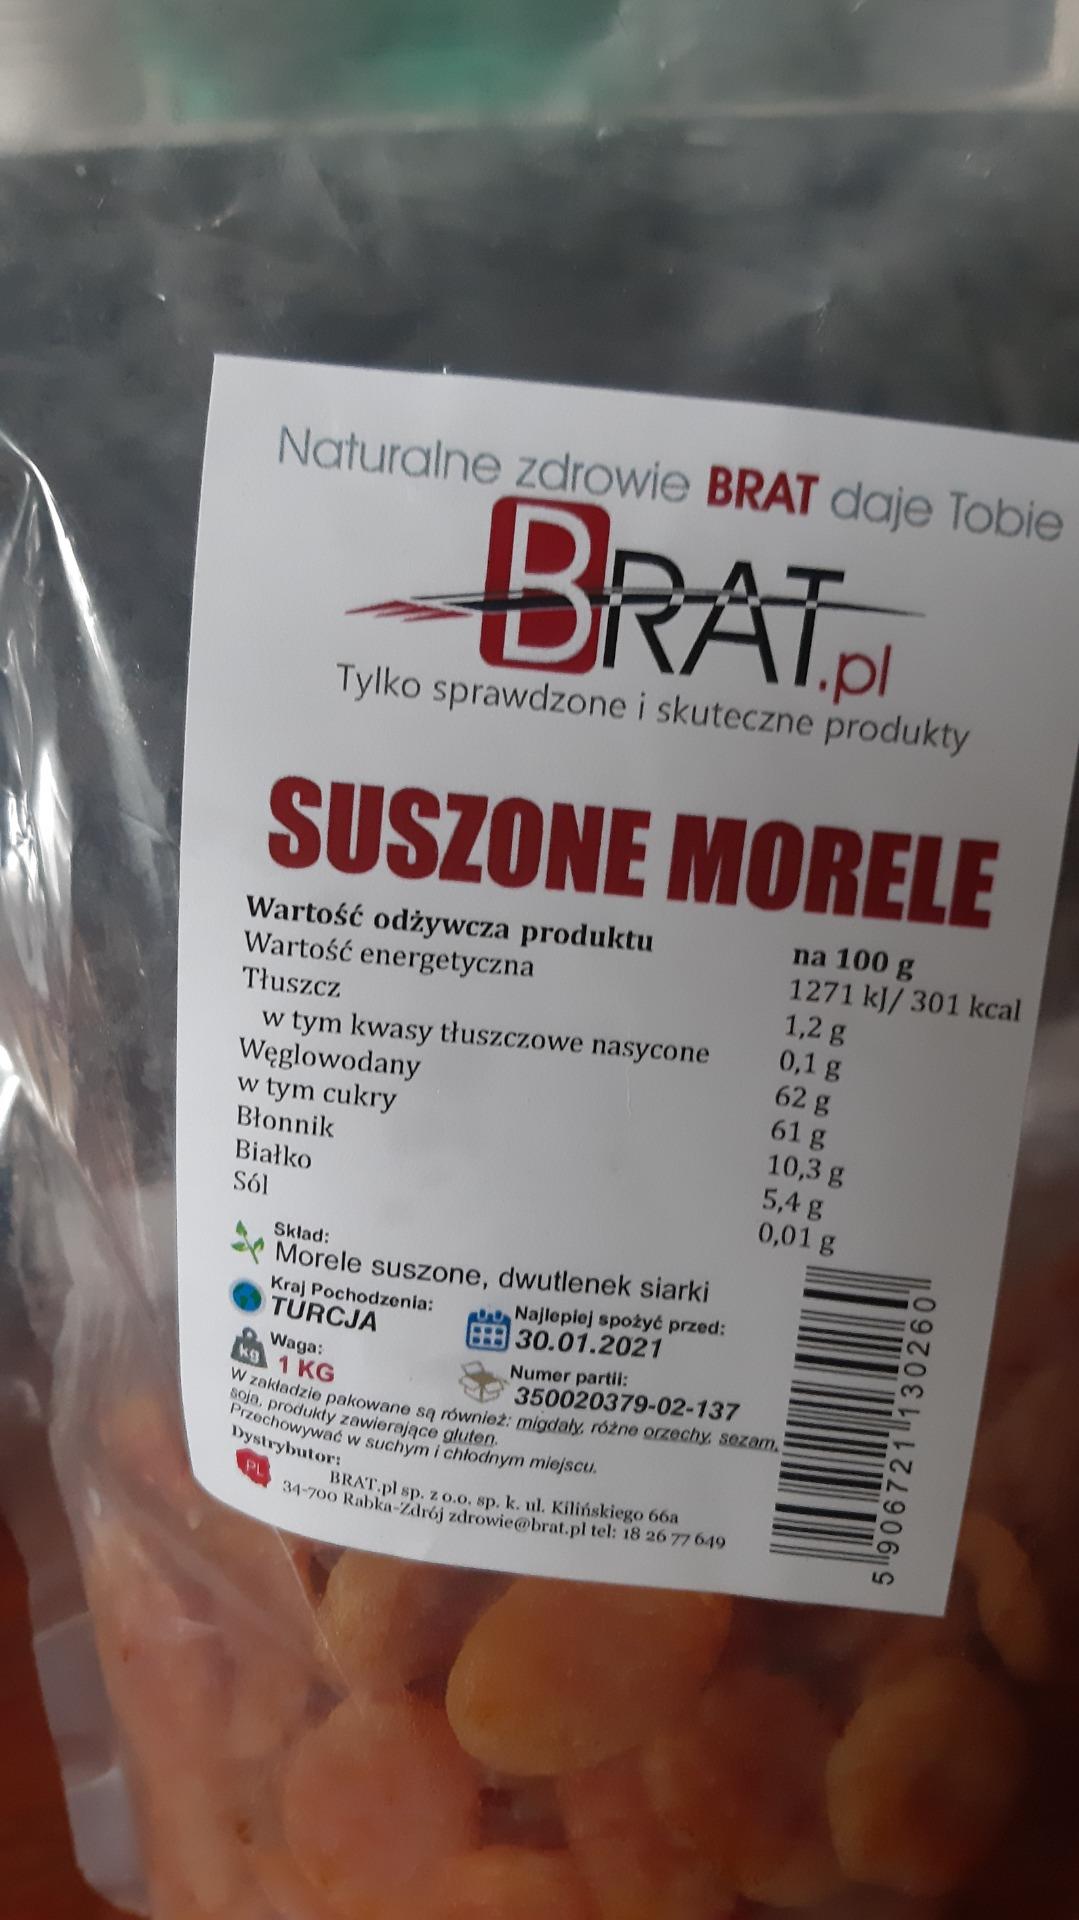 Naturalne zdrowie BRAT daje Tobie
BRAT.pl
Tylko sprawdzone i skuteczne produkty
SUSZONE MORELE
Wartość odżywcza produktu na 100 g
Wartość energetyczna 1271 kJ/ 301 kcal
Tłuszcz 1,2 g
w tym kwasy tłuszczowe nasycone 0,1 g
Węglowodany 62 g
w tym cukry 61 g
Błonnik 10,3 g
Białko 5,4 g
Sól 0,01 g
Skład:
Morele suszone, dwutlenek siarki
Kraj Pochodzenia:
TURCJA
Najlepiej spożyć przed:
30.01.2021
kg
Waga:
1 KG
Numer partii:
350020379-02-137
W zakładzie pakowane są również: migdały, różne orzechy, sezam,
soja, produkty zawierające gluten.
Przechowywać w suchym i chłodnym miejscu.
Dystrybutor:
PL
BRAT.pl sp. z o.o. sp. k. ul. Kilińskiego 66a
34-700 Rabka-Zdrój zdrowie@brat.pl tel: 18 26 77 649
5 906721 130260